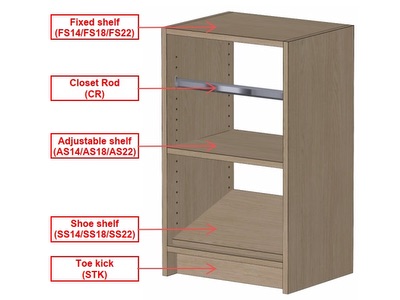 Fixed shelf
(FS14/FS18/FS22)
Closet Rod
(CR)
Adjustable shelf
(AS14/AS18/AS22)
Shoe shelf
(SS14/SS18/SS22)
Toe kick
(STK)